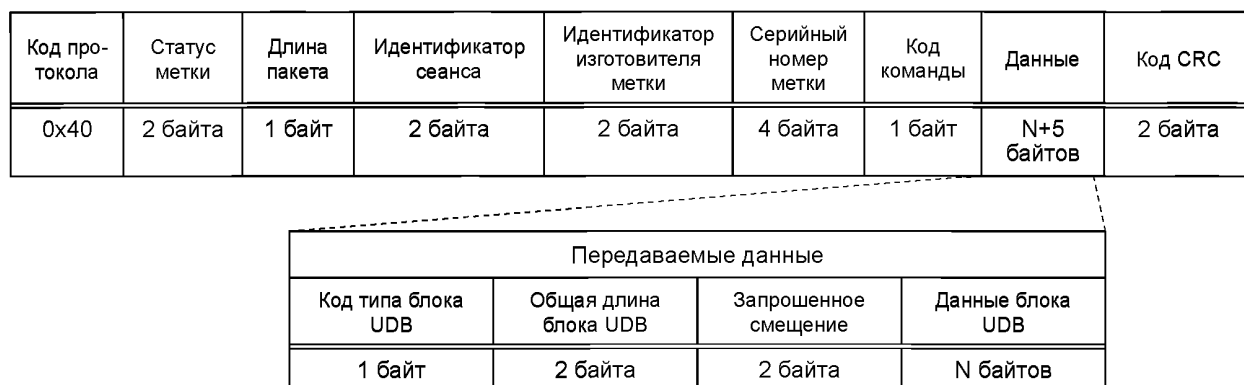 Код про-
токола
Статус
метки
Длина
пакета
Идентификатор
сеанса
Идентификатор
изготовителя
метки
Серийный
номер
метки
Код
команды
Данные
Код CRC
0x40
2 байта
1 байт
2 байта
2 байта
4 байта
1 байт
N+5
байтов
2 байта
Передаваемые данные
Код типа блока
UDB
Общая длина
блока UDB
Запрошенное
смещение
Данные блока
UDB
1 байт
2 байта
2 байта
N байтов